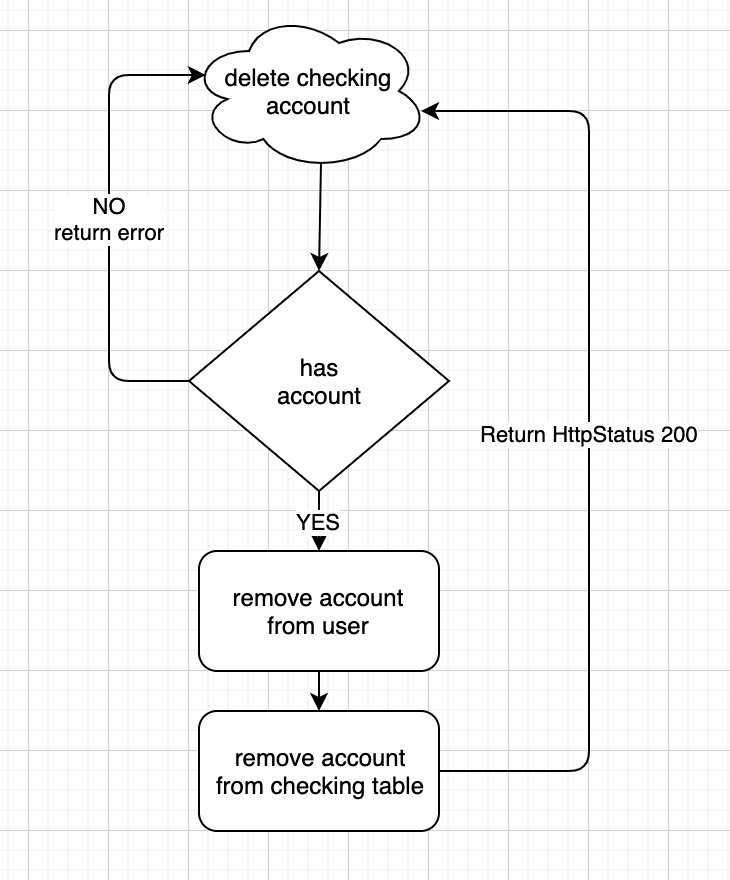 delete checking
account
NO
return error
has
account
Return HttpStatus 200
YES
remove account
from user
remove account
from checking table